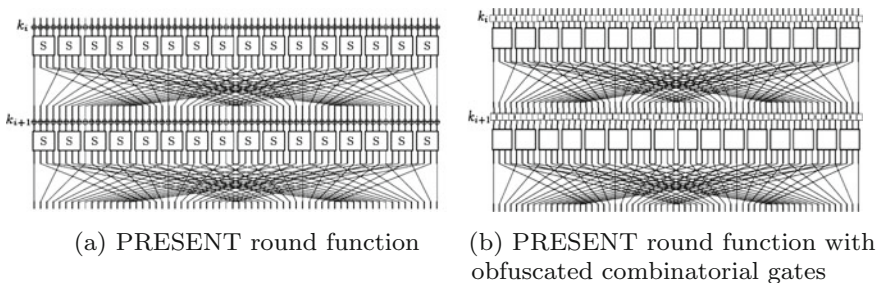 k_i
S S S S S S S S S S S S S S S S
k_{i+1}
S S S S S S S S S S S S S S S S
(a) PRESENT round function
k_i
k_{i+1}
(b) PRESENT round function with
obfuscated combinatorial gates